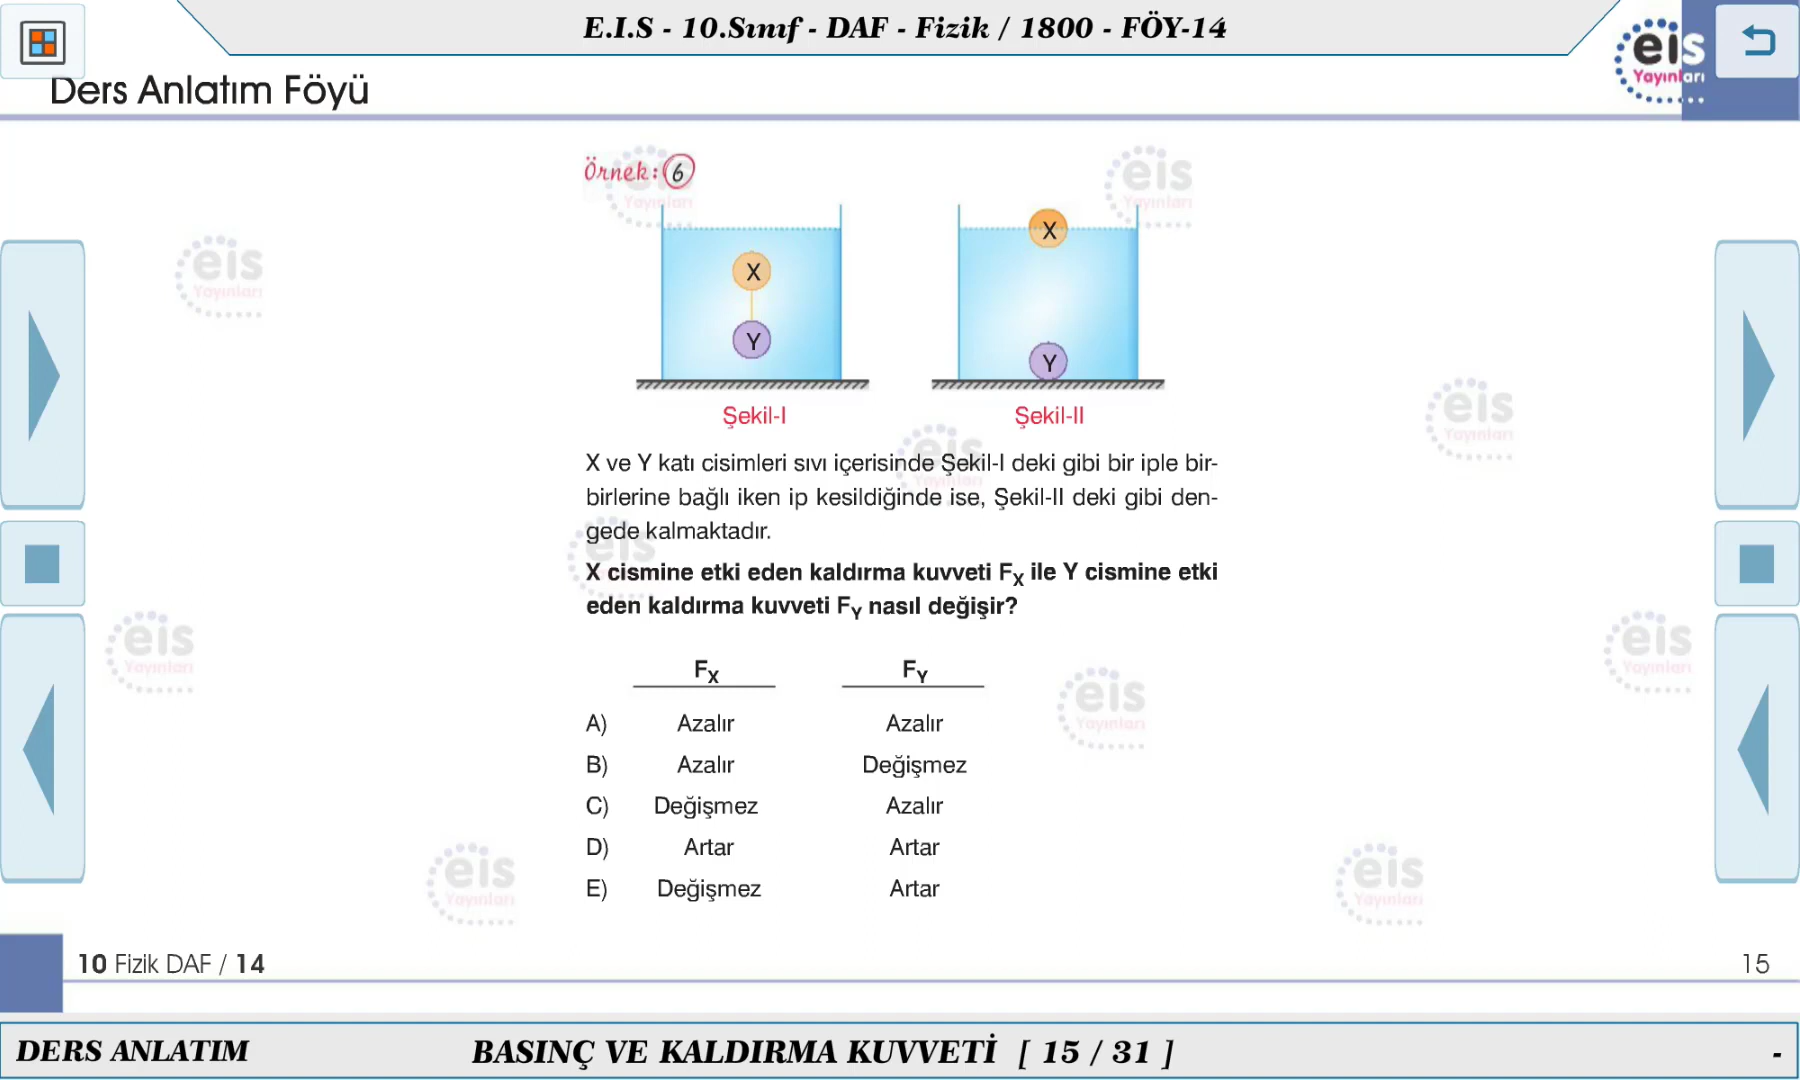 E.I.S - 10.Sınıf - DAF - Fizik / 1800 - FÖY-14
eis
Yayınları
Ders Anlatım Föyü
Örnek: 6
X
Y
X
Y
Şekil-I
Şekil-II
X ve Y katı cisimleri sıvı içerisinde Şekil-I deki gibi bir iple bir-
birlerine bağlı iken ip kesildiğinde ise, Şekil-II deki gibi den-
gede kalmaktadır.
X cismine etki eden kaldırma kuvveti FX ile Y cismine etki
eden kaldırma kuvveti FY nasıl değişir?
FX FY
A) Azalır Azalır
B) Azalır Değişmez
C) Değişmez Azalır
D) Artar Artar
E) Değişmez Artar
10 Fizik DAF / 14
15
DERS ANLATIM
BASINÇ VE KALDIRMA KUVVETİ [ 15 / 31 ]
-